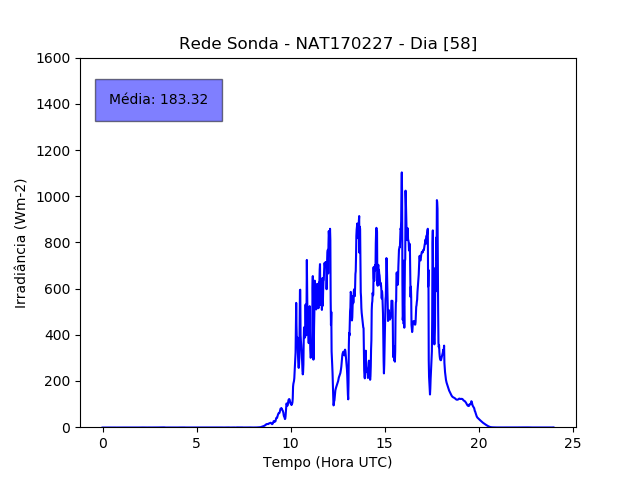 Rede Sonda - NAT170227 - Dia [58]
1600
1400
1200
1000
800
600
400
200
0
Média: 183.32
Irradiância (Wm-2)
0 5 10 15 20 25
Tempo (Hora UTC)